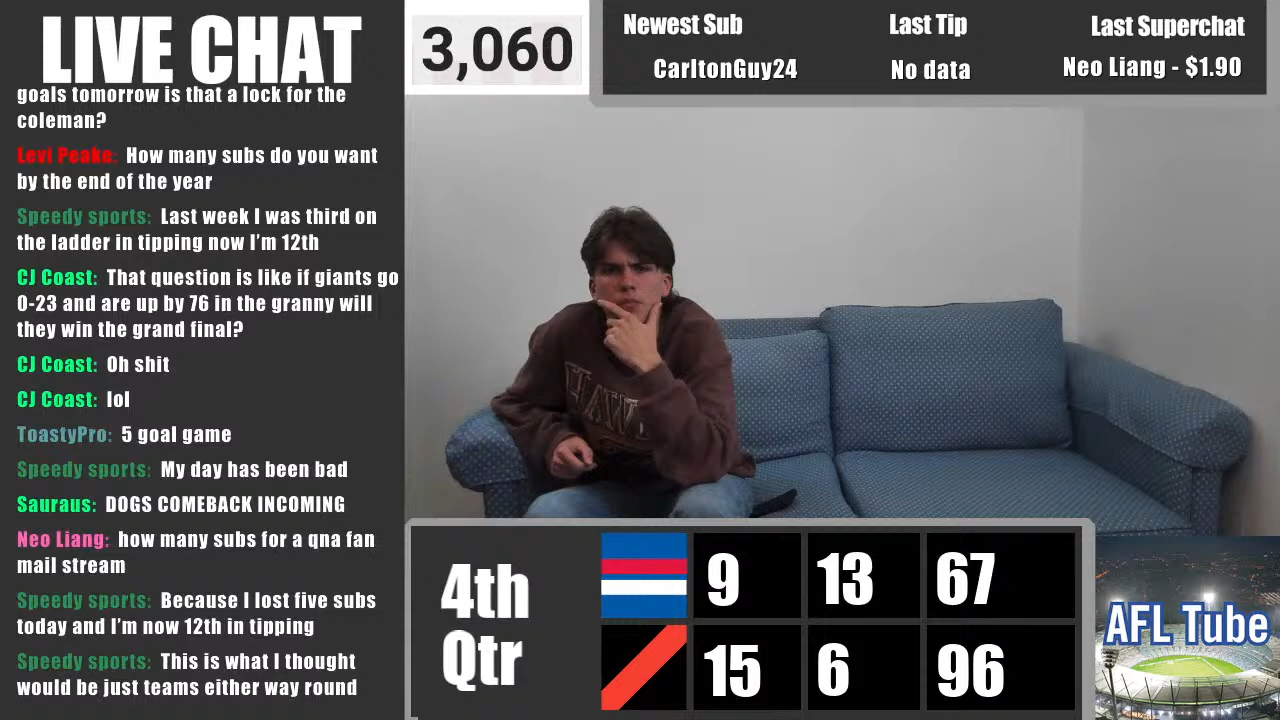 LIVE CHAT
goals tomorrow is that a lock for the
coleman?
Levi Peake: How many subs do you want
by the end of the year
Speedy sports: Last week I was third on
the ladder in tipping now I'm 12th
CJ Coast: That question is like if giants go
0-23 and are up by 76 in the granny will
they win the grand final?
CJ Coast: Oh shit
CJ Coast: lol
ToastyPro: 5 goal game
Speedy sports: My day has been bad
Sauraus: DOGS COMEBACK INCOMING
Neo Liang: how many subs for a qna fan
mail stream
Speedy sports: Because I lost five subs
today and I'm now 12th in tipping
Speedy sports: This is what I thought
would be just teams either way round
3,060
Newest Sub
CarltonGuy24
Last Tip
No data
Last Superchat
Neo Liang - $1.90
HAW
4th
Qtr
9 13 67
15 6 96
AFL Tube